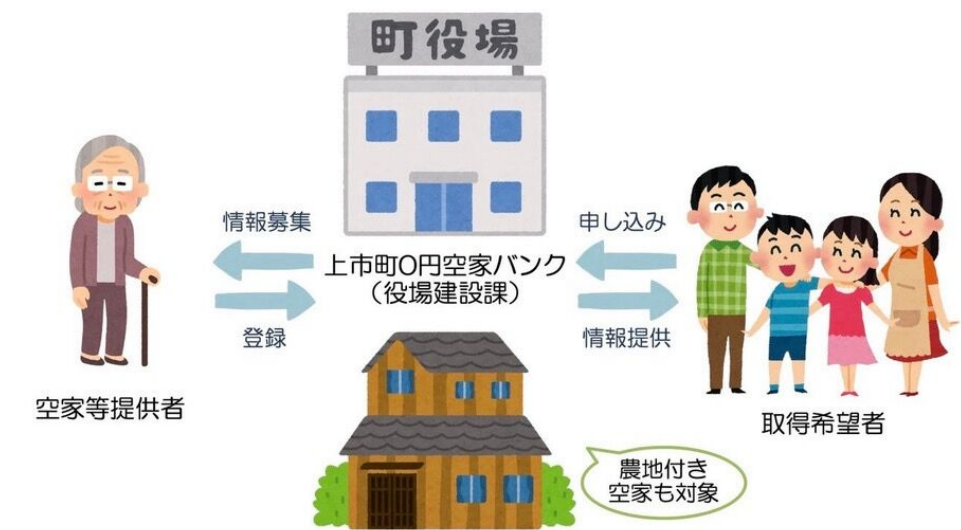 町役場
情報募集
申し込み
上市町0円空家バンク
（役場建設課）
登録
情報提供
空家等提供者
取得希望者
農地付き
空家も対象